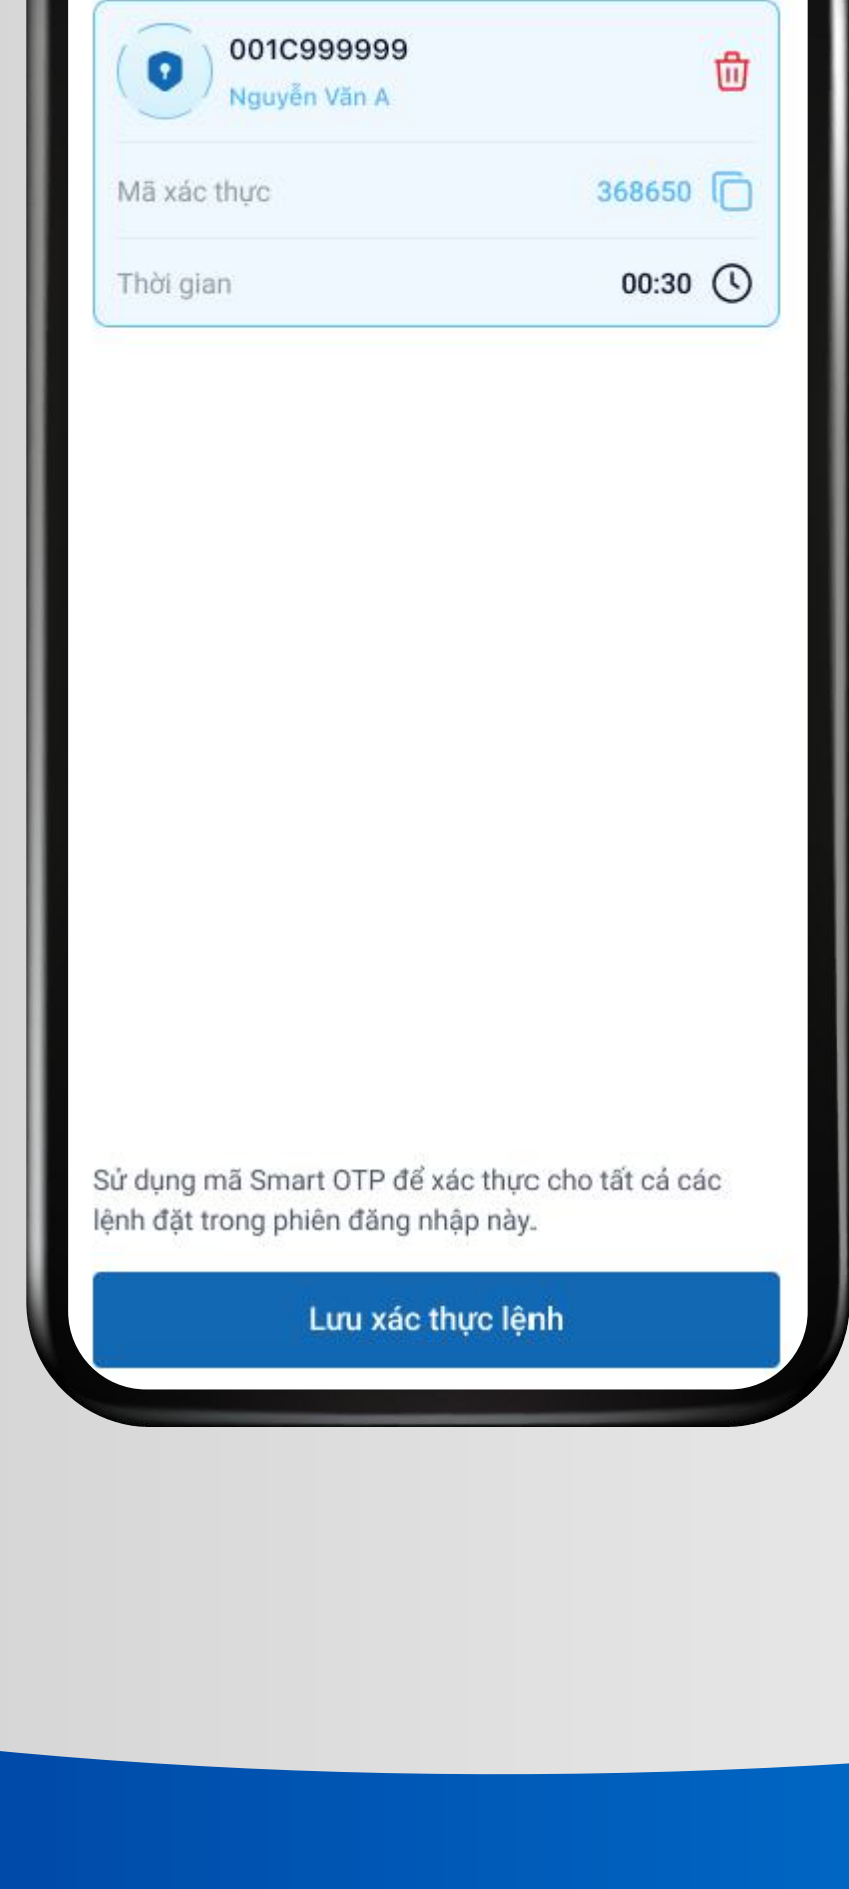 001C999999
Nguyễn Văn A
Mã xác thực 368650
Thời gian 00:30
Sử dụng mã Smart OTP để xác thực cho tất cả các
lệnh đặt trong phiên đăng nhập này.
Lưu xác thực lệnh